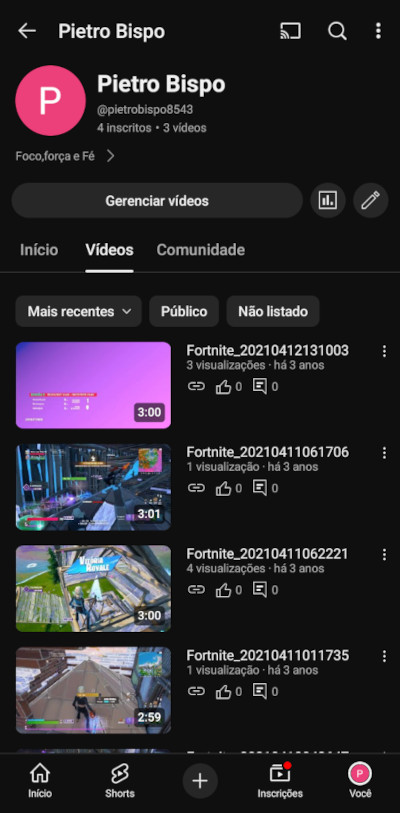 Pietro Bispo
P
Pietro Bispo
@pietrobispo8543
4 inscritos • 3 vídeos
Foco,força e Fé
Gerenciar vídeos
Início Vídeos Comunidade
Mais recentes Público Não listado
Fortnite_20210412131003
3 visualizações · há 3 anos
0 0
3:00
Fortnite_20210411061706
1 visualização · há 3 anos
0 0
3:01
Fortnite_20210411062221
4 visualizações · há 3 anos
0 0
VITÓRIA
ROYALE
3:00
Fortnite_20210411011735
1 visualização · há 3 anos
0 0
2:59
P
Início Shorts Inscrições Você